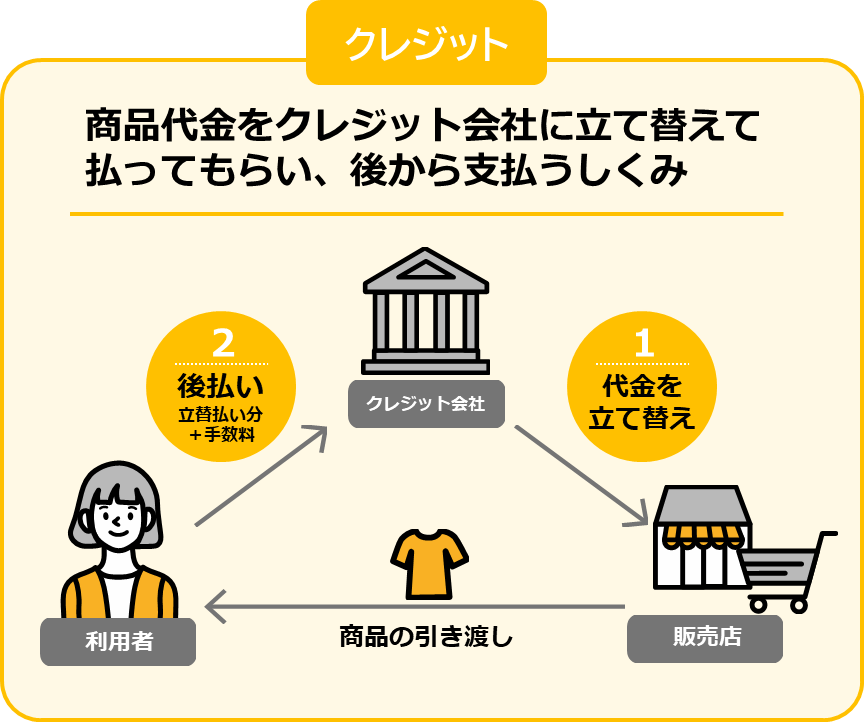 クレジット
商品代金をクレジット会社に立て替えて
払ってもらい、後から支払うしくみ
2
後払い
立替払い分
＋手数料
1
代金を
立て替え
クレジット会社
商品の引き渡し
利用者
販売店